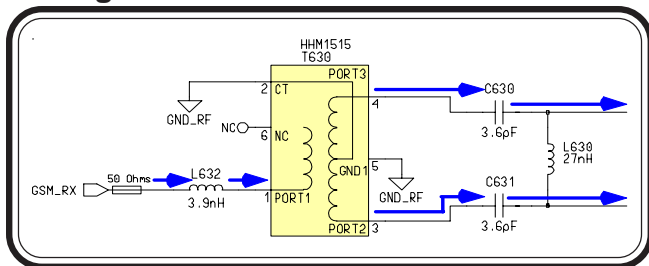 HHM1515
T630
PORT3
2 CT
4
C630
3.6pF
GND_RF
NC
6 NC
L630
27nH
GND1
5
GND_RF
50 Ohms
L632
GSM_RX
3.9nH
1 PORT1
C631
3.6pF
PORT2
3